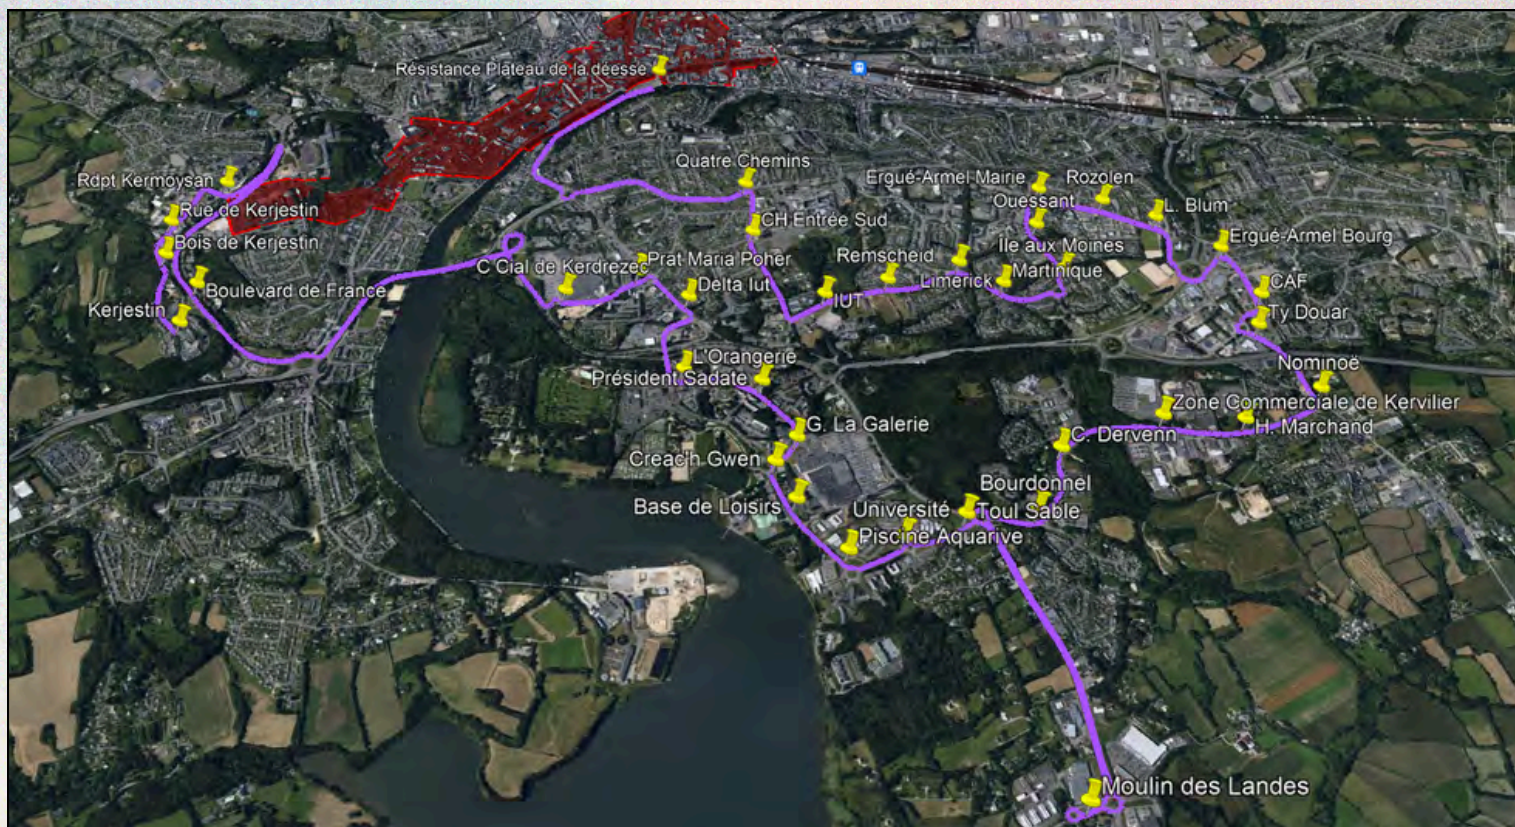 Résistance Plateau de la déesse
Quatre Chemins
Rdpt Kermoysan
Ergué-Armel Mairie
Rozolen
Ouessant
L. Blum
Rue de Kerjestin
CH Entrée Sud
Ergué-Armel Bourg
Bois de Kerjestin
Île aux Moines
Prat Maria Poher
Remscheid
C Cial de Kerdrezec
Limerick
Martinique
Boulevard de France
Delta Iut
CAF
Kerjestin
IUT
Ty Douar
L'Orangerie
Président Sadate
Nominoë
Zone Commerciale de Kervilier
G. La Galerie
H. Marchand
C. Dervenn
Creac'h Gwen
Bourdonnel
Base de Loisirs
Université
Toul Sable
Piscine Aquarive
Moulin des Landes